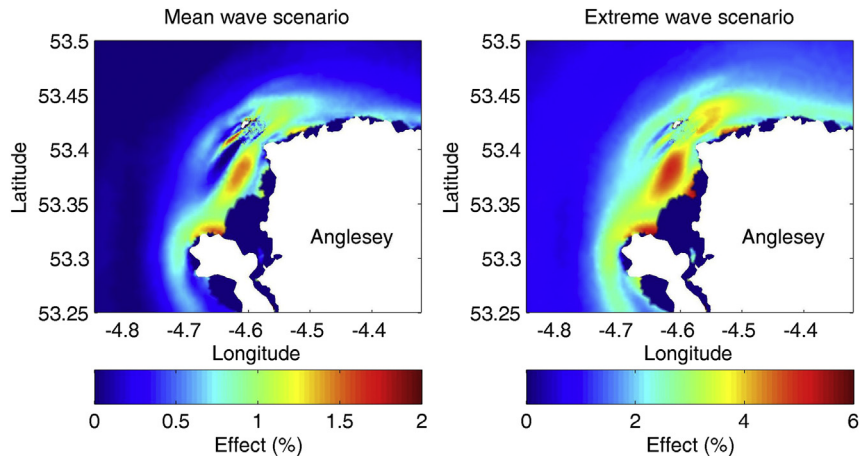 Mean wave scenario
53.5
53.45
53.4
53.35
53.3
53.25
Latitude
Anglesey
-4.8 -4.7 -4.6 -4.5 -4.4
Longitude
0 0.5 1 1.5 2
Effect (%)
Extreme wave scenario
53.5
53.45
53.4
53.35
53.3
53.25
Latitude
Anglesey
-4.8 -4.7 -4.6 -4.5 -4.4
Longitude
0 2 4 6
Effect (%)